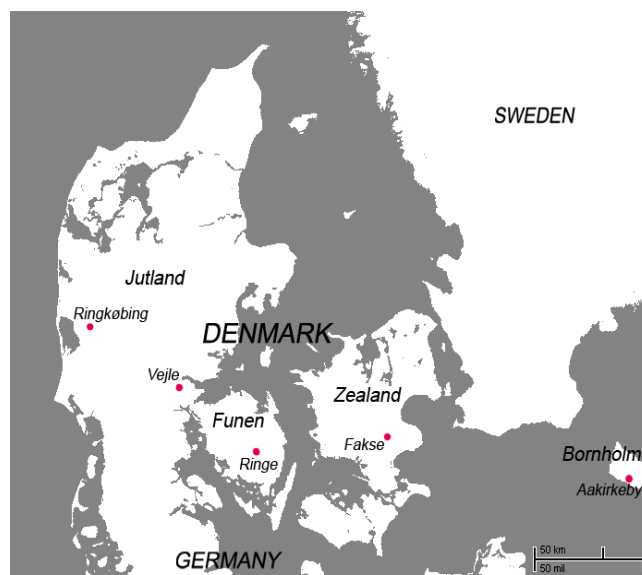 SWEDEN
Jutland
Ringkøbing
DENMARK
Vejle
Zealand
Funen
Fakse
Ringe
Bornholm
Aakirkeby
GERMANY
50 km
50 mil